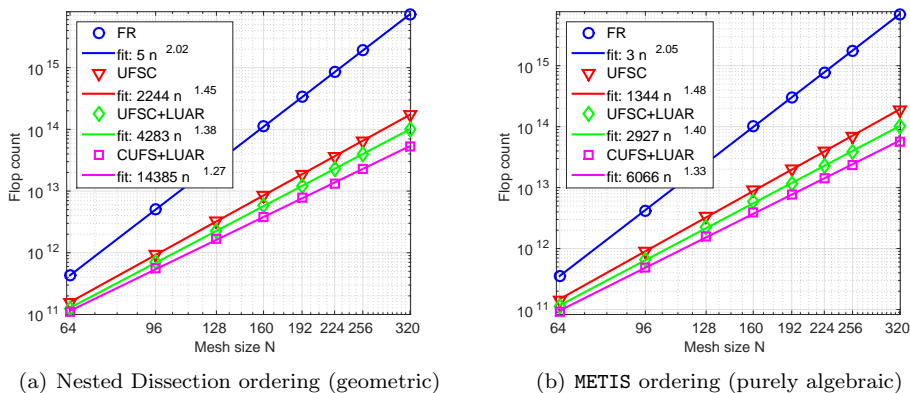 FR
fit: 5 n 2.02
UFSC
fit: 2244 n 1.45
UFSC+LUAR
fit: 4283 n 1.38
CUFS+LUAR
fit: 14385 n 1.27
Flop count
10 15
10 14
10 13
10 12
10 11
64 96 128 160 192 224 256 320
Mesh size N
(a) Nested Dissection ordering (geometric)
FR
fit: 3 n 2.05
UFSC
fit: 1344 n 1.48
UFSC+LUAR
fit: 2927 n 1.40
CUFS+LUAR
fit: 6066 n 1.33
Flop count
10 15
10 14
10 13
10 12
10 11
64 96 128 160 192 224 256 320
Mesh size N
(b) METIS ordering (purely algebraic)